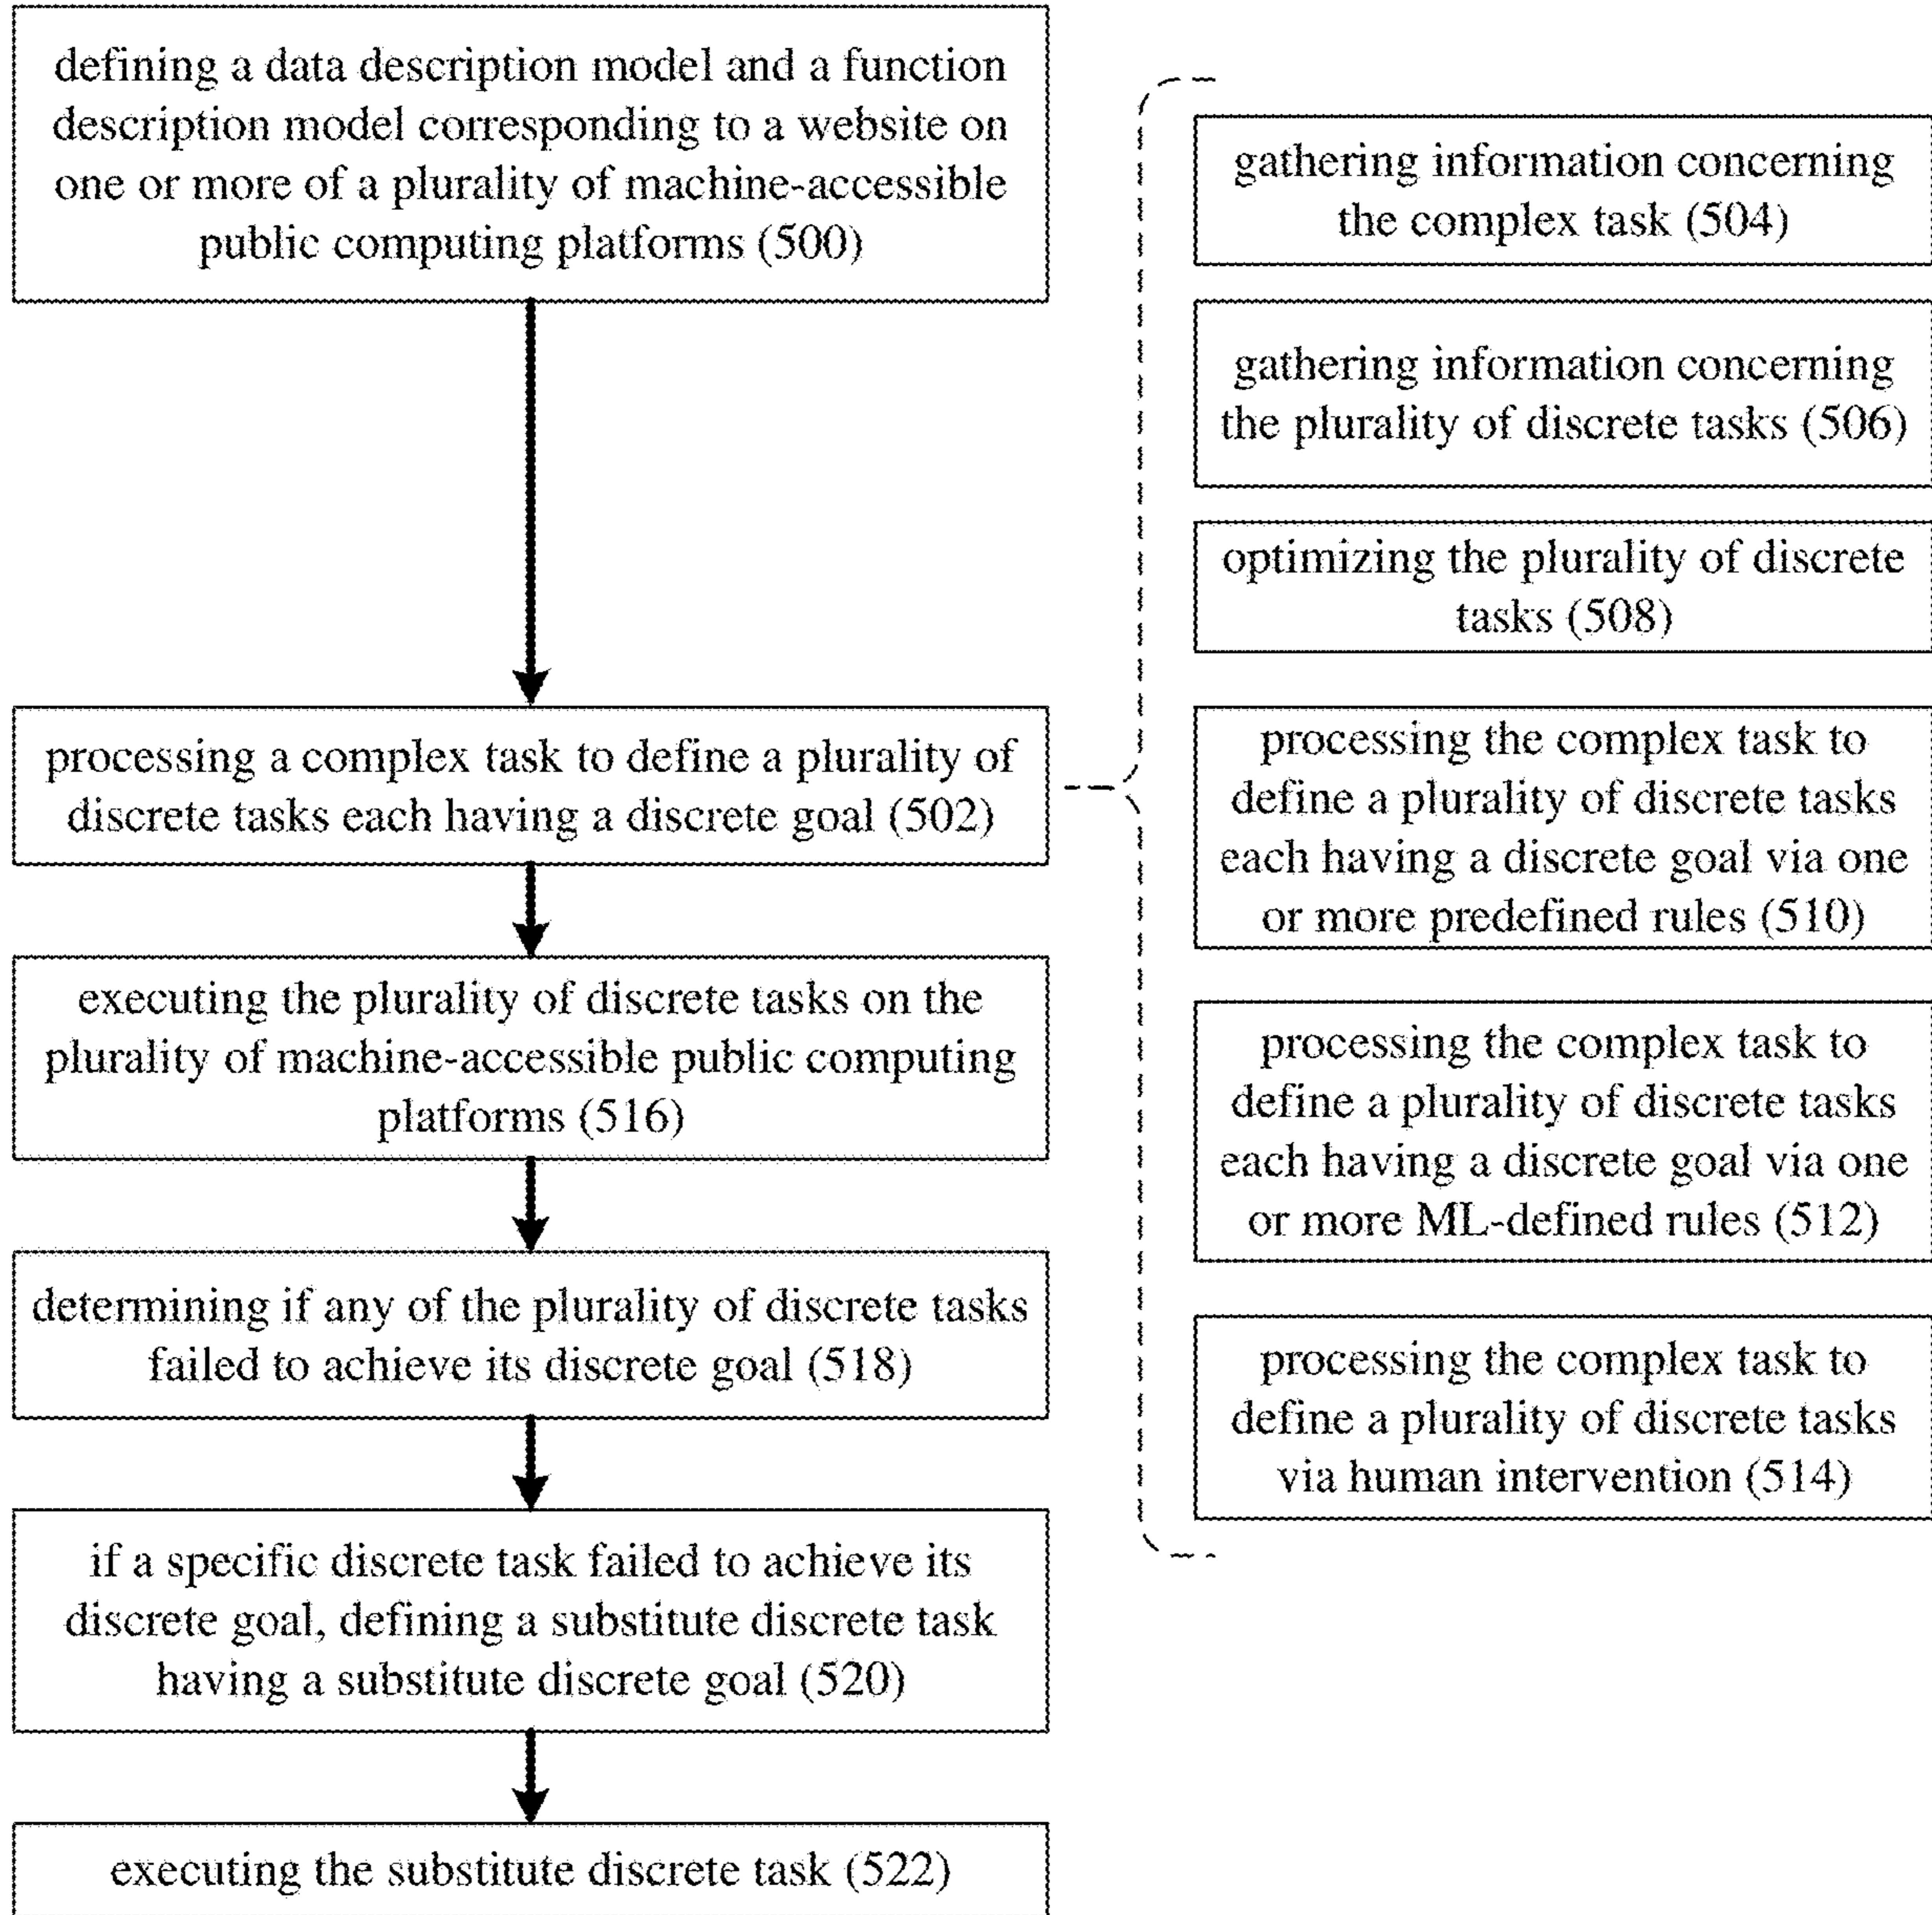 defining a data description model and a function
description model corresponding to a website on
one or more of a plurality of machine-accessible
public computing platforms (500)
processing a complex task to define a plurality of
discrete tasks each having a discrete goal (502)
executing the plurality of discrete tasks on the
plurality of machine-accessible public computing
platforms (516)
determining if any of the plurality of discrete tasks
failed to achieve its discrete goal (518)
if a specific discrete task failed to achieve its
discrete goal, defining a substitute discrete task
having a substitute discrete goal (520)
executing the substitute discrete task (522)
gathering information concerning
the complex task (504)
gathering information concerning
the plurality of discrete tasks (506)
optimizing the plurality of discrete
tasks (508)
processing the complex task to
define a plurality of discrete tasks
each having a discrete goal via one
or more predefined rules (510)
processing the complex task to
define a plurality of discrete tasks
each having a discrete goal via one
or more ML-defined rules (512)
processing the complex task to
define a plurality of discrete tasks
via human intervention (514)